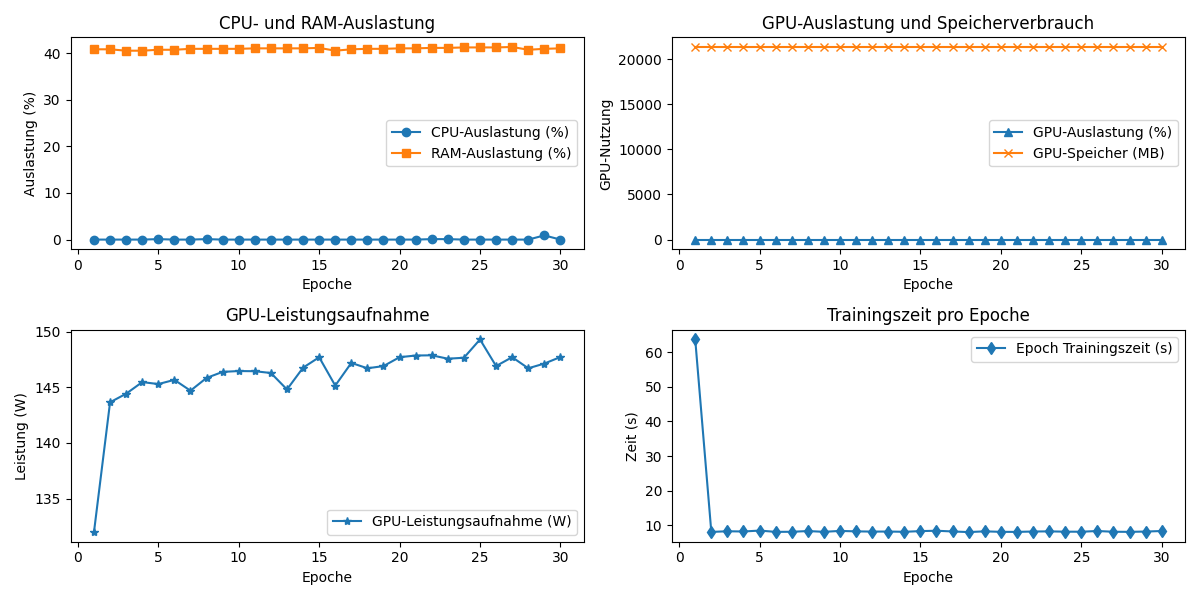 CPU- und RAM-Auslastung
Auslastung (%)
40
30
20
10
0
CPU-Auslastung (%)
RAM-Auslastung (%)
0 5 10 15 20 25 30
Epoche
GPU-Auslastung und Speicherverbrauch
GPU-Nutzung
20000
15000
10000
5000
0
GPU-Auslastung (%)
GPU-Speicher (MB)
0 5 10 15 20 25 30
Epoche
GPU-Leistungsaufnahme
Leistung (W)
150
145
140
135
GPU-Leistungsaufnahme (W)
0 5 10 15 20 25 30
Epoche
Trainingszeit pro Epoche
Zeit (s)
60
50
40
30
20
10
Epoch Trainingszeit (s)
0 5 10 15 20 25 30
Epoche